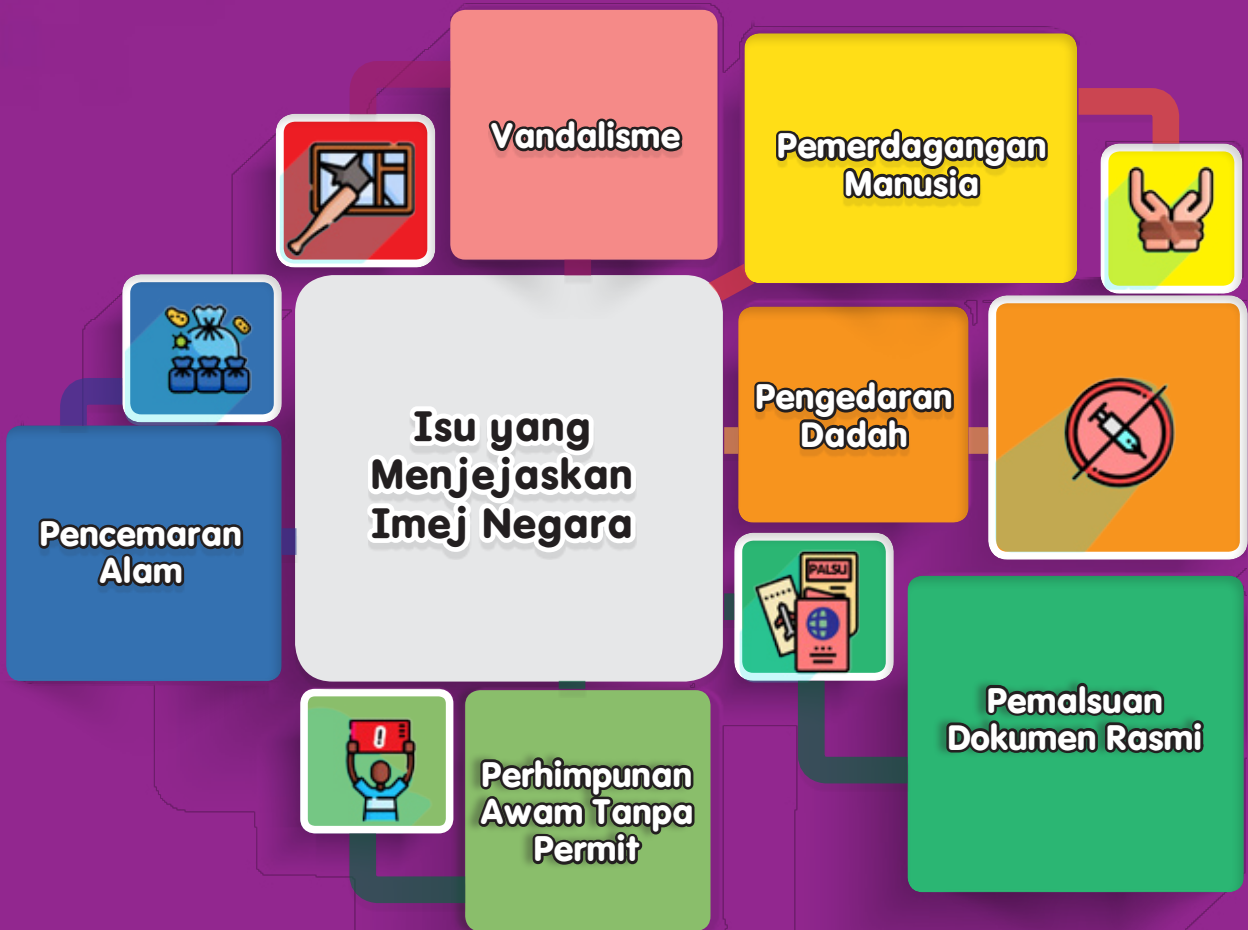 Vandalisme
Pemerdagangan
Manusia
Isu yang
Menjejaskan
Imej Negara
Pengedaran
Dadah
Pencemaran
Alam
PALSU
Pemalsuan
Dokumen Rasmi
Perhimpunan
Awam Tanpa
Permit